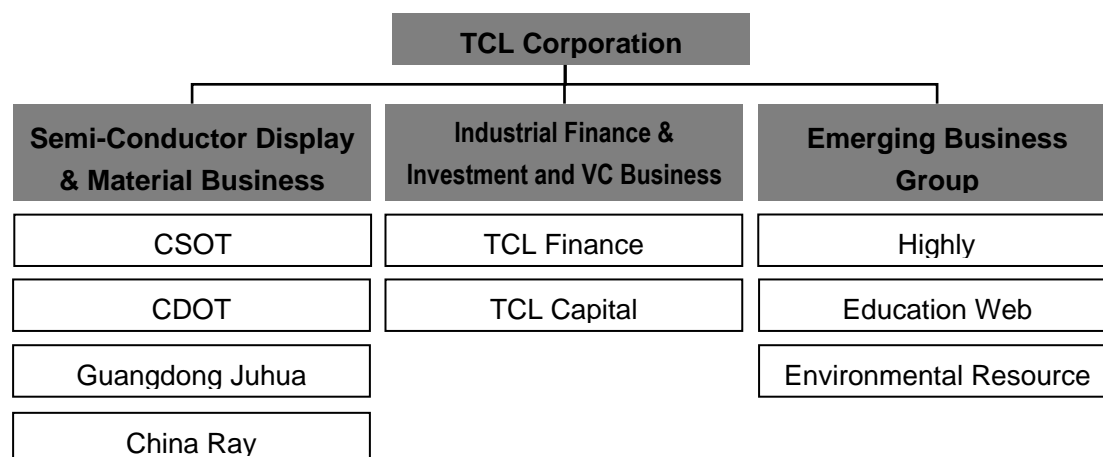 TCL Corporation
Semi-Conductor Display
& Material Business
CSOT
CDOT
Guangdong Juhua
China Ray
Industrial Finance &
Investment and VC Business
TCL Finance
TCL Capital
Emerging Business
Group
Highly
Education Web
Environmental Resource